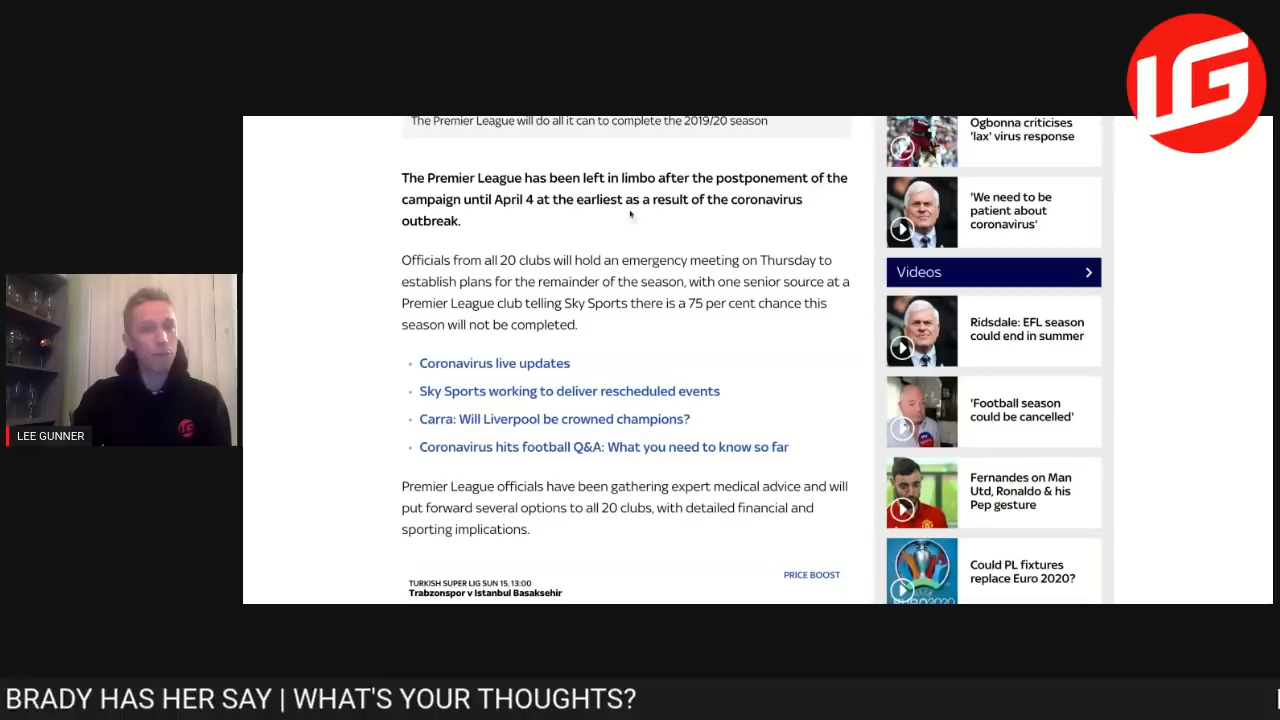 LG
The Premier League will do all it can to complete the 2019/20 season
The Premier League has been left in limbo after the postponement of the
campaign until April 4 at the earliest as a result of the coronavirus
outbreak.
Officials from all 20 clubs will hold an emergency meeting on Thursday to
establish plans for the remainder of the season, with one senior source at a
Premier League club telling Sky Sports there is a 75 per cent chance this
season will not be completed.
Coronavirus live updates
Sky Sports working to deliver rescheduled events
Carra: Will Liverpool be crowned champions?
Coronavirus hits football Q&A: What you need to know so far
Premier League officials have been gathering expert medical advice and will
put forward several options to all 20 clubs, with detailed financial and
sporting implications.
PRICE BOOST
TURKISH SUPER LIG SUN 15, 13:00
Trabzonspor v Istanbul Basaksehir
Ogbonna criticises
'lax' virus response
'We need to be
patient about
coronavirus'
Videos
Ridsdale: EFL season
could end in summer
'Football season
could be cancelled'
Fernandes on Man
Utd, Ronaldo & his
Pep gesture
Could PL fixtures
replace Euro 2020?
EURO2020
LEE GUNNER
BRADY HAS HER SAY | WHAT'S YOUR THOUGHTS?